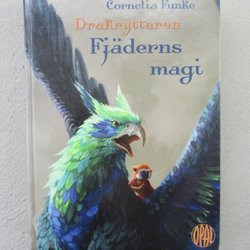 Cornelia Funke
Drakryttaren
Fjäderns
magi
OPAL